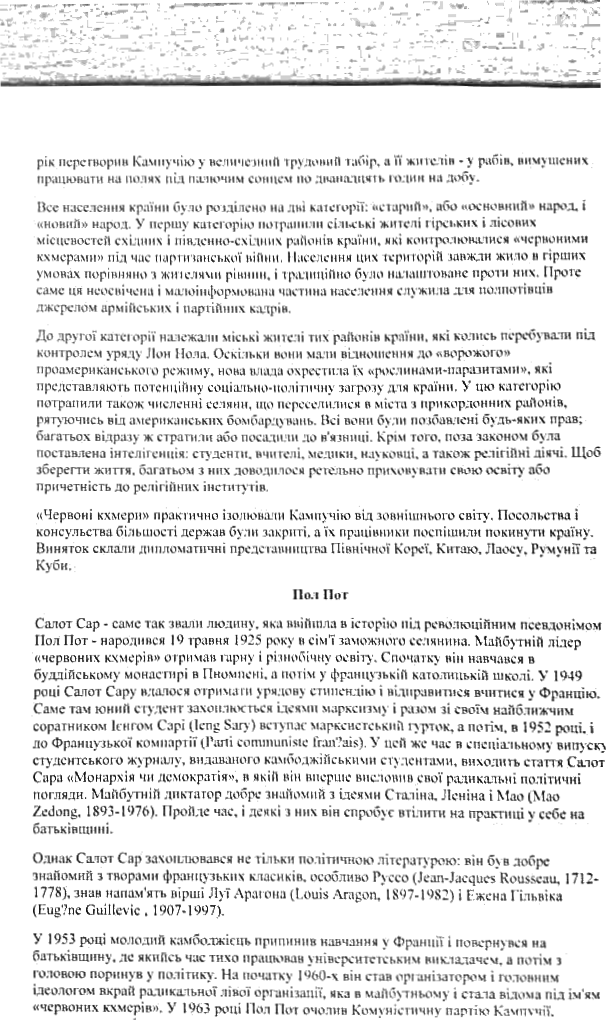 рік перетворив Кампучію у величезний трудовий табір, а її жителів - у рабів, вимушених
працювати на полях під палючим сонцем по дванадцять годин на добу.
Все населення країни було розділено на дві категорії: «старий», або «основний» народ, і
«новий» народ. У першу категорію потрапили сільські жителі гірських і лісових
місцевостей східних і південно-східних районів країни, які контролювалися «червоними
кхмерами» під час партизанської війни. Населення цих територій завжди жило в гірших
умовах порівняно з жителями рівнин, і традиційно було налаштоване проти них. Проте
саме ця неосвічена і малоінформована частина населення служила для полпотівців
джерелом армійських і партійних кадрів.
До другої категорії належали міські жителі тих районів країни, які колись перебували під
контролем уряду Лон Нола. Оскільки вони мали відношення до «ворожого»
проамериканського режиму, нова влада охрестила їх «рослинами-паразитами», які
представляють потенційну соціально-політичну загрозу для країни. У цю категорію
потрапили також численні селяни, що переселилися в міста з прикордонних районів,
рятуючись від американських бомбардувань. Всі вони були позбавлені будь-яких прав;
багатьох відразу ж стратили або посадили до в'язниці. Крім того, поза законом була
поставлена інтелігенція: студенти, вчителі, медики, науковці, а також релігійні діячі. Щоб
зберегти життя, багатьом з них доводилося ретельно приховувати свою освіту або
причетність до релігійних інститутів.
«Червоні кхмери» практично ізолювали Кампучію від зовнішнього світу. Посольства і
консульства більшості держав були закриті, а їх працівники поспішили покинути країну.
Виняток склали дипломатичні представництва Північної Кореї, Китаю, Лаосу, Румунії та
Куби.
Пол Пот
Салот Сар - саме так звали людину, яка ввійшла в історію під революційним псевдонімом
Пол Пот - народився 19 травня 1925 року в сім'ї заможного селянина. Майбутній лідер
«червоних кхмерів» отримав гарну і різнобічну освіту. Спочатку він навчався в
буддійському монастирі в Пномпені, а потім у французькій католицькій школі. У 1949
році Салот Сару вдалося отримати урядову стипендію і відправитися вчитися у Францію.
Саме там юний студент захоплюється ідеями марксизму і разом зі своїм найближчим
соратником Ієнгом Сарі (Ieng Sary) вступає марксистський гурток, а потім, в 1952 році, і
до Французької компартії (Parti communiste fran?ais). У цей же час в спеціальному випуску
студентського журналу, видаваного камбоджійськими студентами, виходить стаття Салот
Сара «Монархія чи демократія», в якій він вперше висловив свої радикальні політичні
погляди. Майбутній диктатор добре знайомий з ідеями Сталіна, Леніна і Мао (Mao
Zedong, 1893-1976). Пройде час, і деякі з них він спробує втілити на практиці у себе на
батьківщині.
Однак Салот Сар захоплювався не тільки політичною літературою: він був добре
знайомий з творами французьких класиків, особливо Руссо (Jean-Jacques Rousseau, 1712-
1778), знав напам'ять вірші Луї Арагона (Louis Aragon, 1897-1982) і Ежена Гільвіка
(Eug?ne Guillevic , 1907-1997).
У 1953 році молодий камбоджієць припинив навчання у Франції і повернувся на
батьківщину, де якийсь час тихо працював університетським викладачем, а потім з
головою поринув у політику. На початку 1960-х він став організатором і головним
ідеологом вкрай радикальної лівої організації, яка в майбутньому і стала відома під ім'ям
«червоних кхмерів». У 1963 році Пол Пот очолив Комуністичну партію Кампучії,